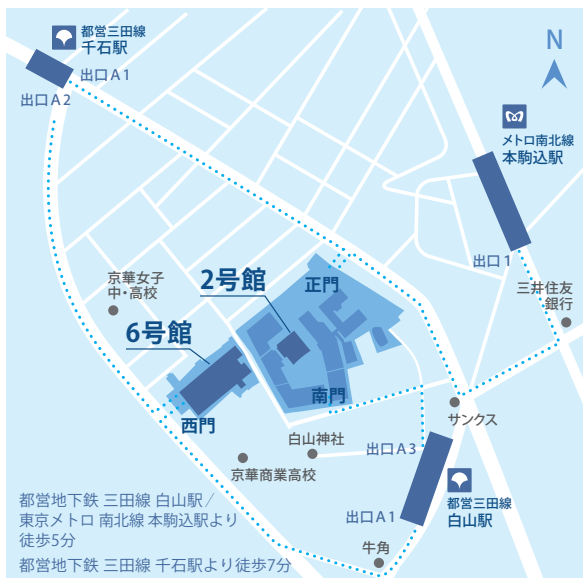 都営三田線
千石駅
出口A1
出口A2
N
メトロ南北線
本駒込駅
出口1
三井住友
銀行
京華女子
中・高校
2号館
正門
6号館
南門
西門
サンクス
白山神社
出口A3
京華商業高校
都営三田線
白山駅
出口A1
牛角
都営地下鉄 三田線 白山駅/
東京メトロ 南北線 本駒込駅より
徒歩5分
都営地下鉄 三田線 千石駅より徒歩7分